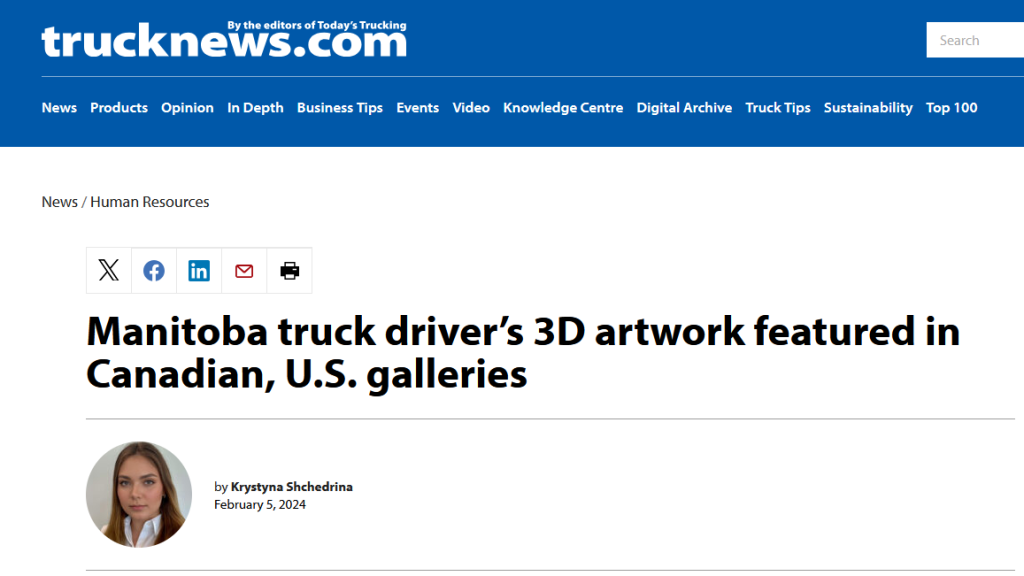 By the editors of Today's Trucking
trucknews.com
Search
News Products Opinion In Depth Business Tips Events Video Knowledge Centre Digital Archive Truck Tips Sustainability Top 100
News / Human Resources
Manitoba truck driver’s 3D artwork featured in
Canadian, U.S. galleries
by Krystyna Shchedrina
February 5, 2024